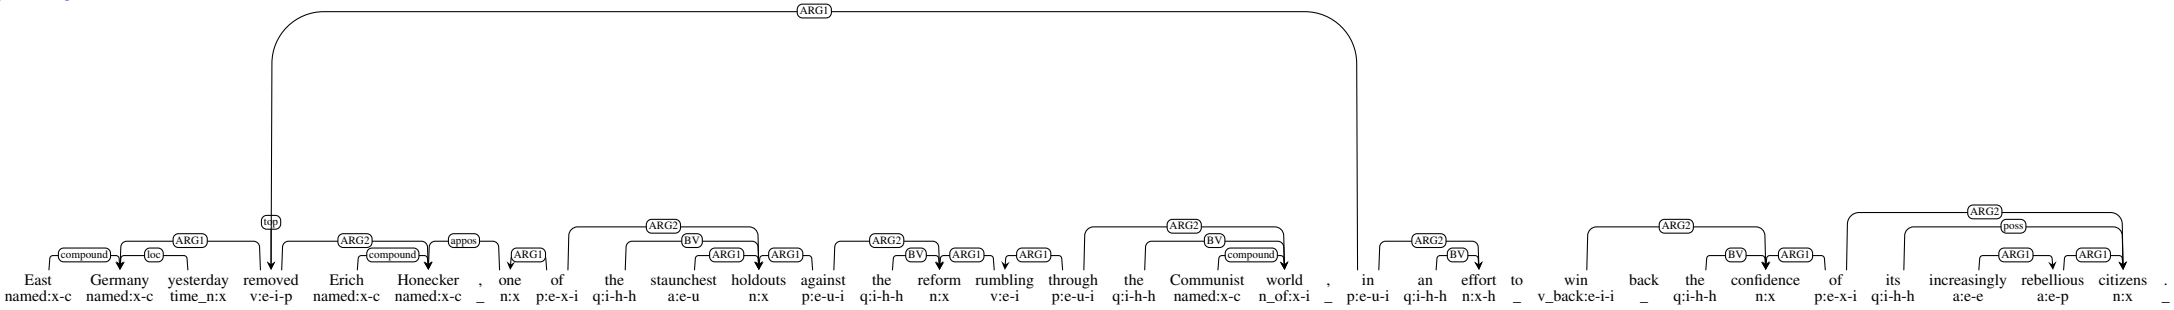 ARG1
top
ARG2
poss
ARG2 BV ARG2 BV ARG2 BV
ARG1 ARG2 appos ARG2 ARG2
compound loc compound ARG1 ARG1 ARG1 BV ARG1 ARG1 compound BV BV ARG1 ARG1 ARG1
East Germany yesterday removed Erich Honecker , one of the staunchest holdouts against the reform rumbling through the Communist world , in an effort to win back the confidence of its increasingly rebellious citizens .
named:x-c named:x-c time_n:x v:e-i-p named:x-c named:x-c _ n:x p:e-x-i q:i-h-h a:e-u n:x p:e-u-i q:i-h-h n:x v:e-i p:e-u-i q:i-h-h named:x-c n_of:x-i _ p:e-u-i q:i-h-h n:x-h _ v_back:e-i-i _ q:i-h-h n:x p:e-x-i q:i-h-h a:e-e a:e-p n:x _